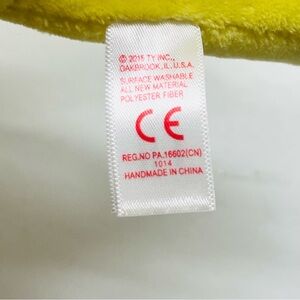 © 2015 TY INC.,
OAKBROOK, IL, U.S.A.
SURFACE WASHABLE
ALL NEW MATERIAL
POLYESTER FIBER
CE
REG.NO PA.16602(CN)
1014
HANDMADE IN CHINA